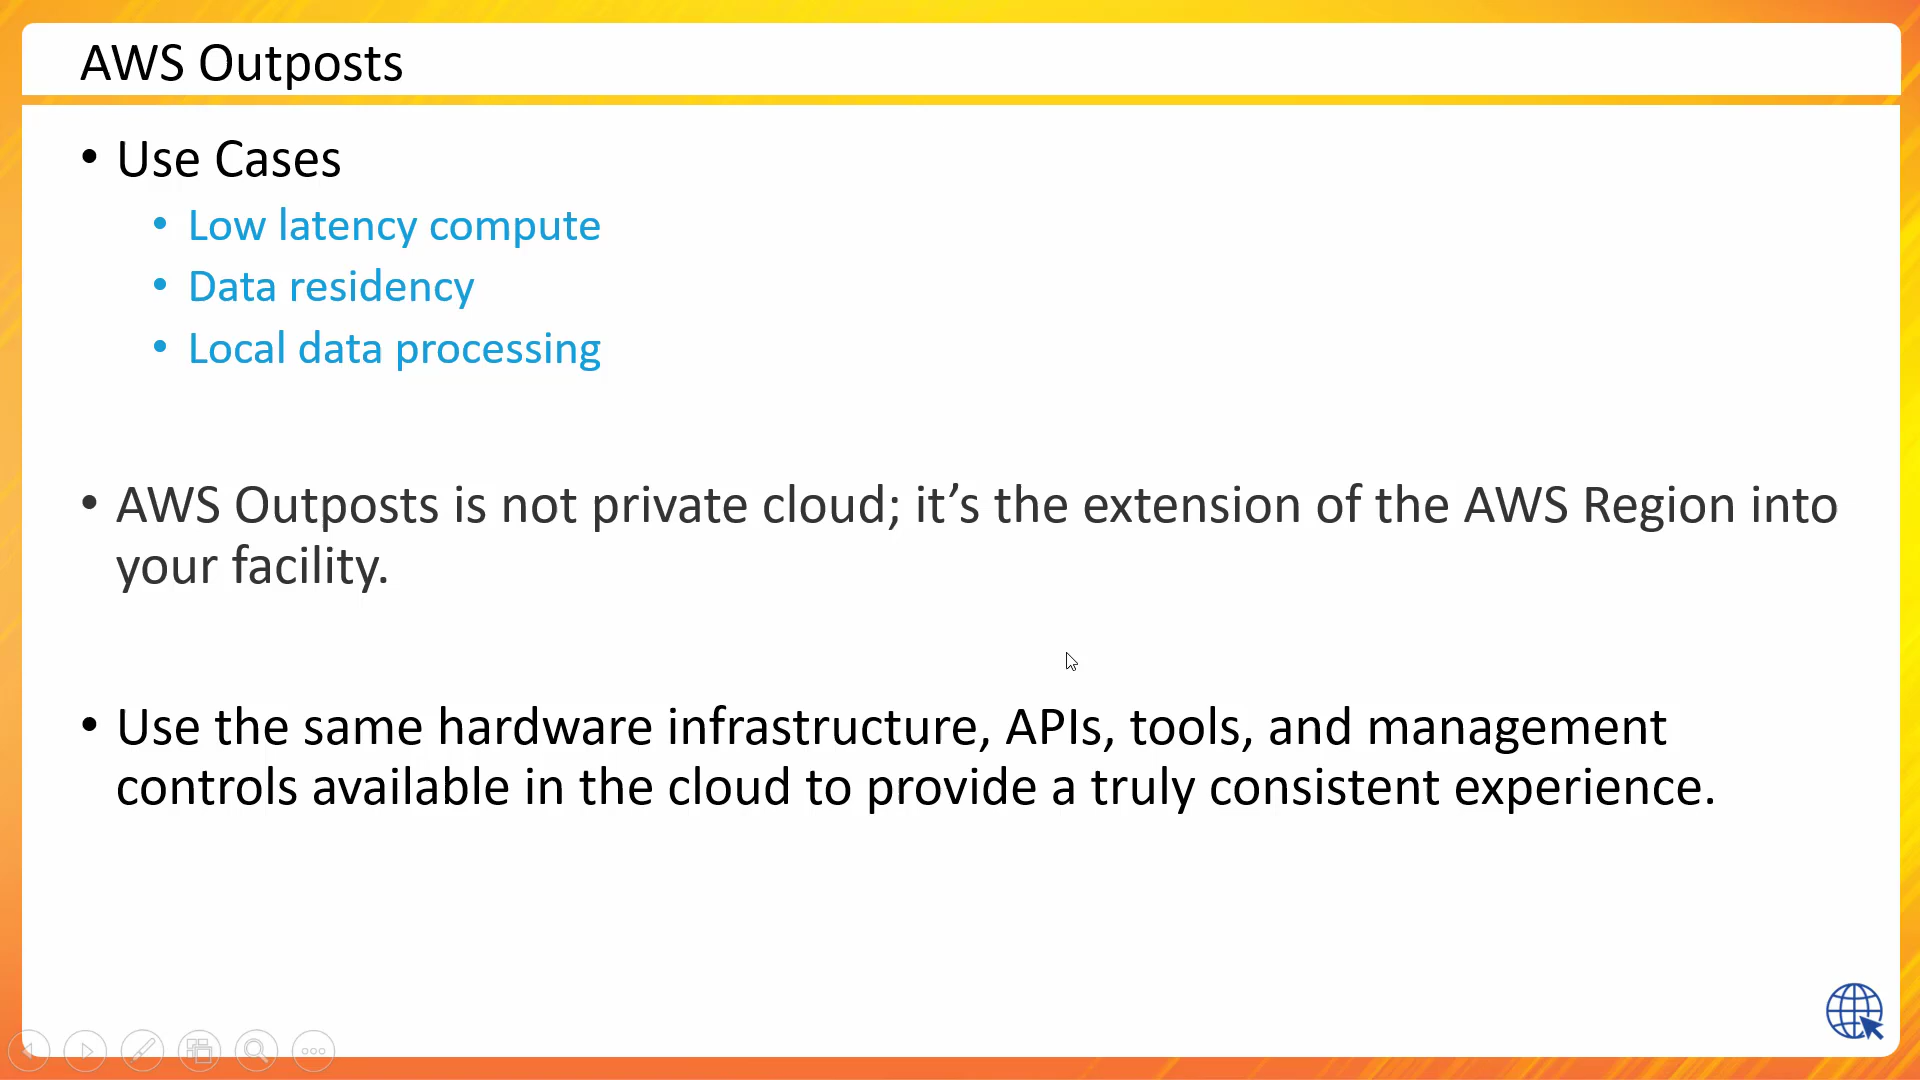 AWS Outposts
• Use Cases
• Low latency compute
• Data residency
• Local data processing
• AWS Outposts is not private cloud; it’s the extension of the AWS Region into
your facility.
• Use the same hardware infrastructure, APIs, tools, and management
controls available in the cloud to provide a truly consistent experience.